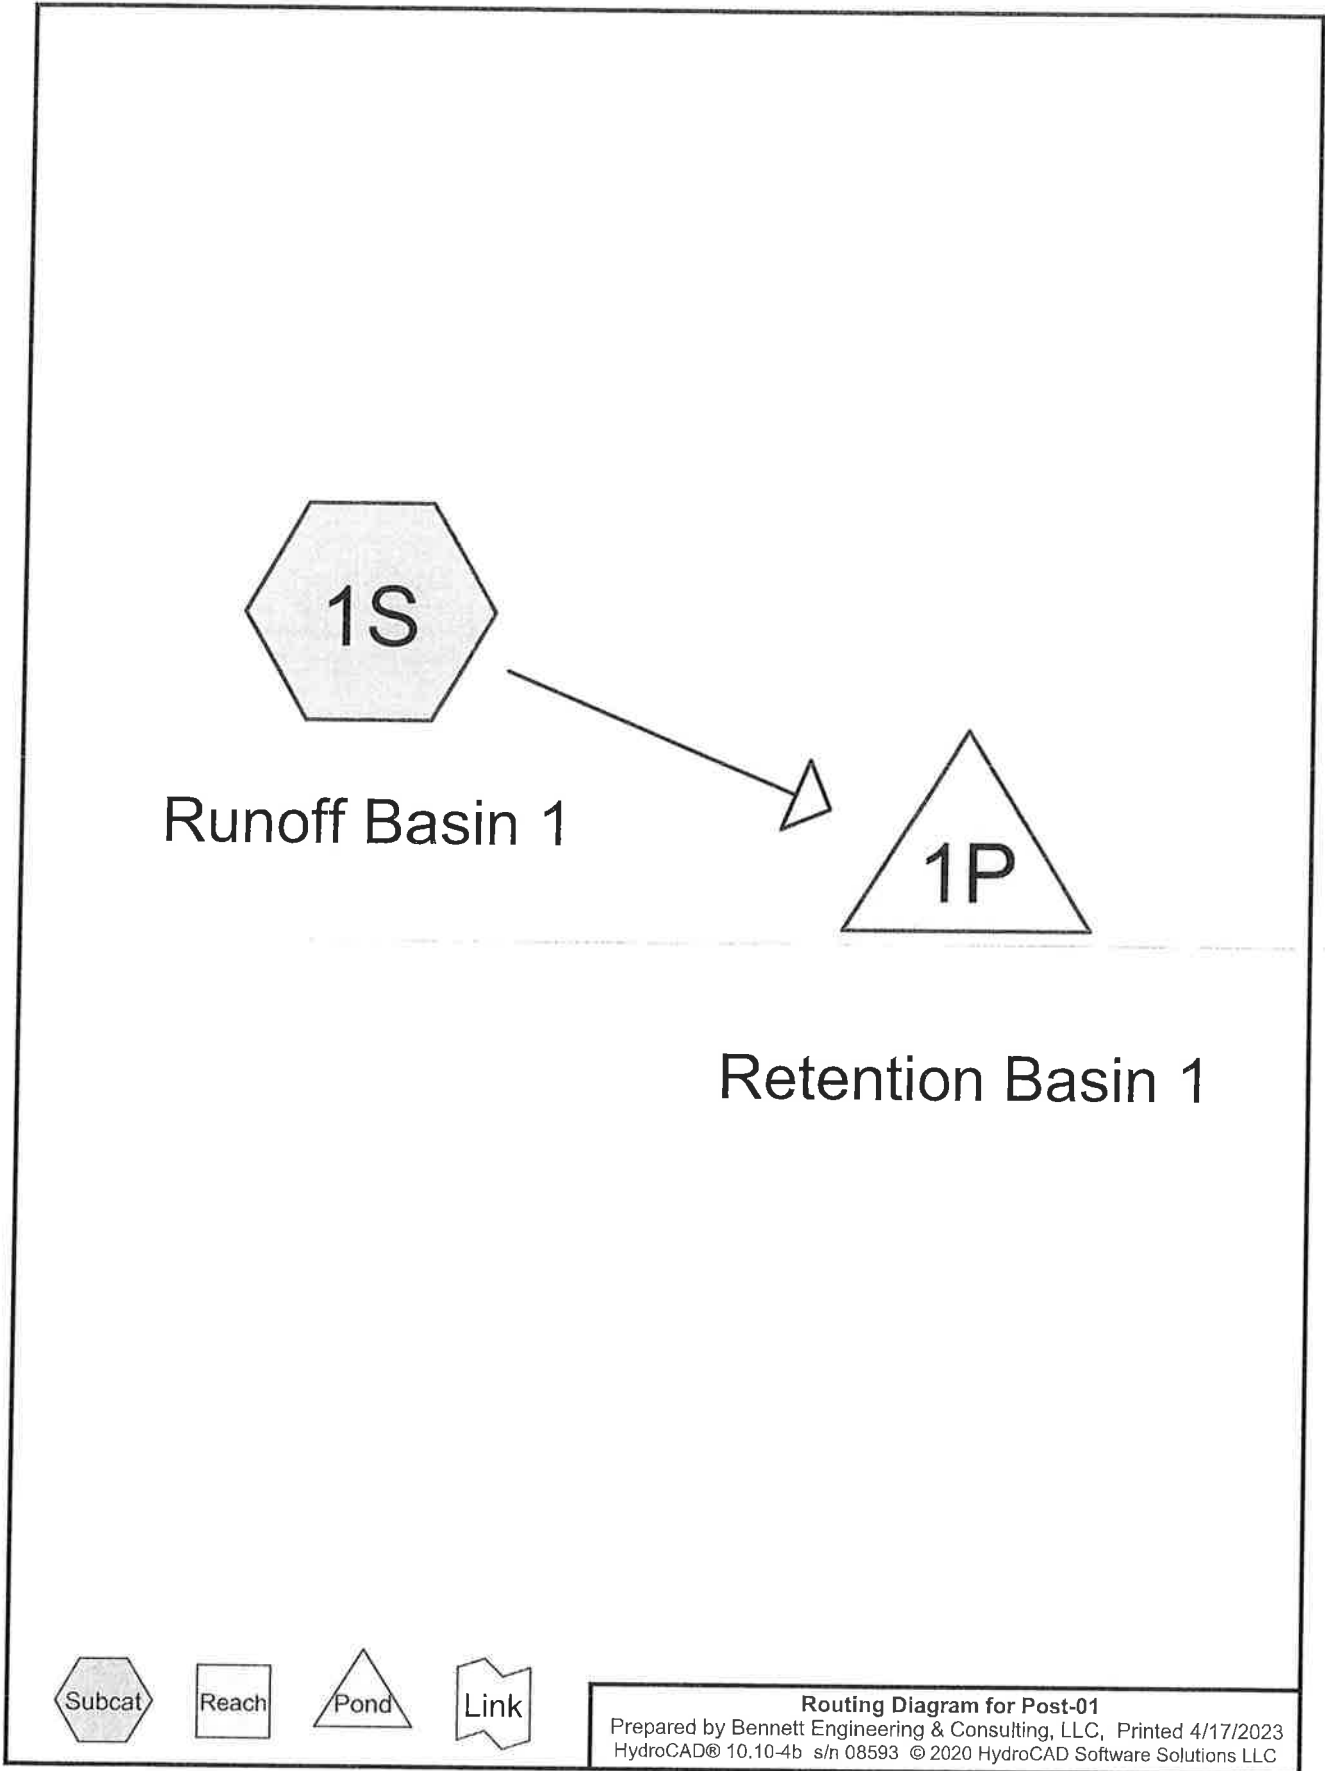 1S
Runoff Basin 1
1P
Retention Basin 1
Subcat
Reach
Pond
Link
Routing Diagram for Post-01
Prepared by Bennett Engineering & Consulting, LLC, Printed 4/17/2023
HydroCAD® 10.10-4b s/n 08593 © 2020 HydroCAD Software Solutions LLC